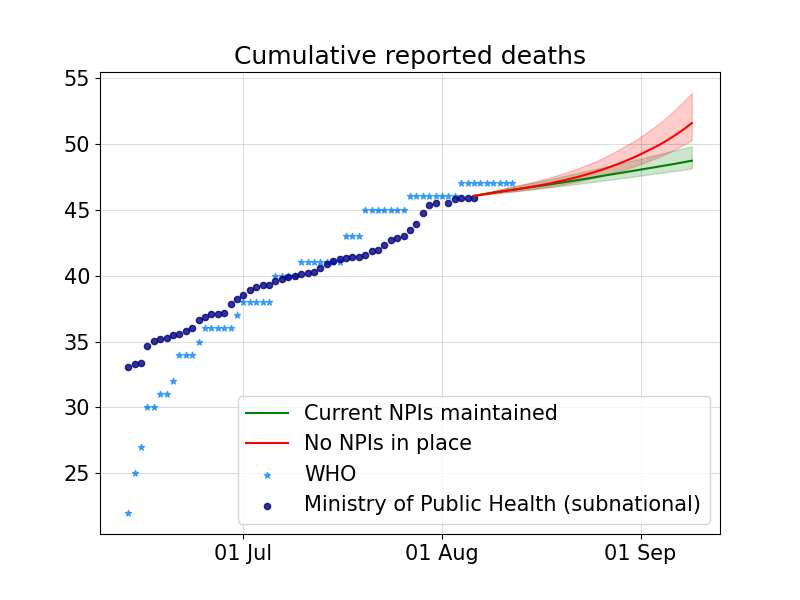 Cumulative reported deaths
55
50
45
40
35
30
25
01 Jul
01 Aug
01 Sep
Current NPIs maintained
No NPIs in place
WHO
Ministry of Public Health (subnational)